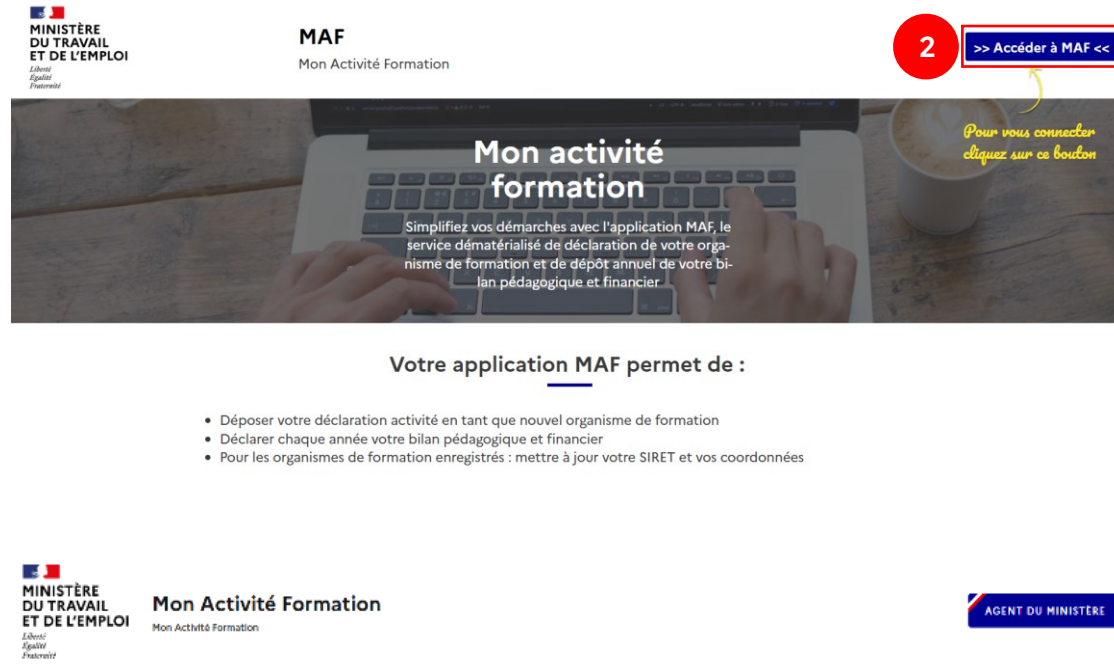 MINISTÈRE
DU TRAVAIL
ET DE L'EMPLOI
Liberté
Égalité
Fraternité
MAF
Mon Activité Formation
2
>> Accéder à MAF <<
Pour vous connecter
cliquez sur ce bouton
Mon activité
formation
Simplifiez vos démarches avec l'application MAF, le
service dématérialisé de déclaration de votre orga-
nisme de formation et de dépôt annuel de votre bi-
lan pédagogique et financier
Votre application MAF permet de :
• Déposer votre déclaration activité en tant que nouvel organisme de formation
• Déclarer chaque année votre bilan pédagogique et financier
• Pour les organismes de formation enregistrés : mettre à jour votre SIRET et vos coordonnées
MINISTÈRE
DU TRAVAIL
ET DE L'EMPLOI
Liberté
Égalité
Fraternité
Mon Activité Formation
Mon Activité Formation
AGENT DU MINISTÈRE